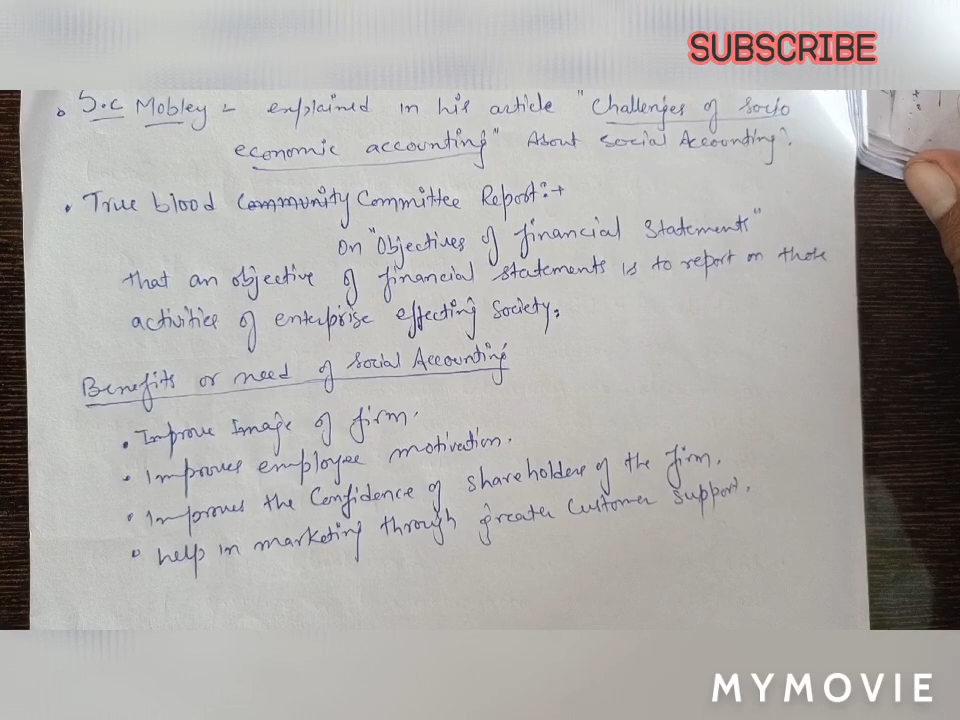 SUBSCRIBE
• S.C Mobley - explained in his article "Challenges of Socio
economic accounting" About social Accounting.
• True blood Community Committee Report:→
On "Objectives of financial Statements"
that an objective of financial statements is to report on those
activities of enterprise effecting Society.
Benefits or need of Social Accounting
• Improve Image of firm.
• Improves employee motivation.
• Improves the Confidence of shareholders of the firm.
• help in marketing through greater Customer support.
MYMOVIE